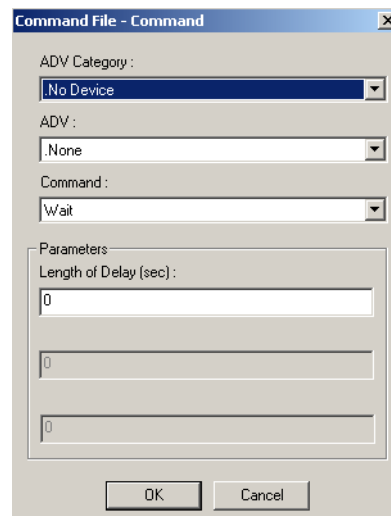 Command File - Command
ADV Category :
.No Device
ADV :
.None
Command :
Wait
Parameters
Length of Delay (sec) :
0
0
0
OK
Cancel